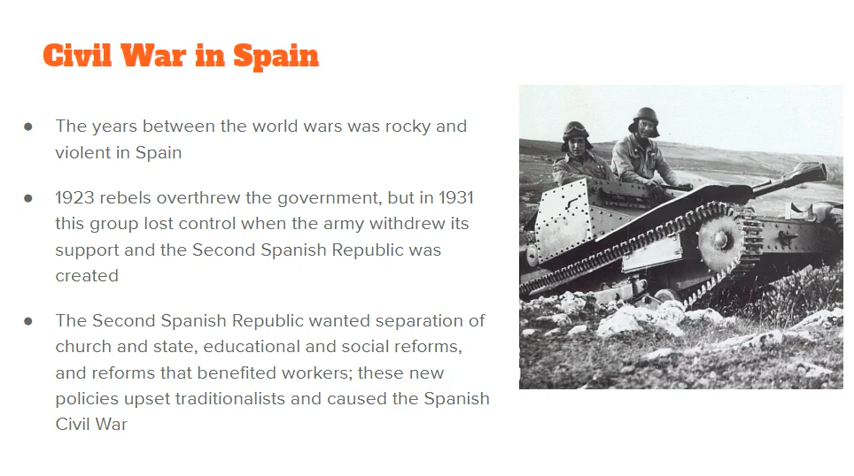 Civil War in Spain
● The years between the world wars was rocky and
violent in Spain
● 1923 rebels overthrew the government, but in 1931
this group lost control when the army withdrew its
support and the Second Spanish Republic was
created
● The Second Spanish Republic wanted separation of
church and state, educational and social reforms,
and reforms that benefited workers; these new
policies upset traditionalists and caused the Spanish
Civil War